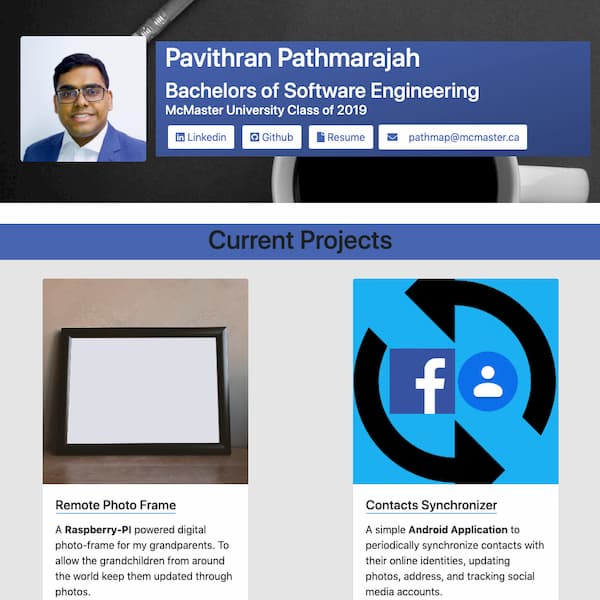 Pavithran Pathmarajah
Bachelors of Software Engineering
McMaster University Class of 2019
Linkedin Github Resume pathmap@mcmaster.ca
Current Projects
f
Remote Photo Frame
A Raspberry-PI powered digital
photo-frame for my grandparents. To
allow the grandchildren from around
the world keep them updated through
photos.
Contacts Synchronizer
A simple Android Application to
periodically synchronize contacts with
their online identities, updating
photos, address, and tracking social
media accounts.